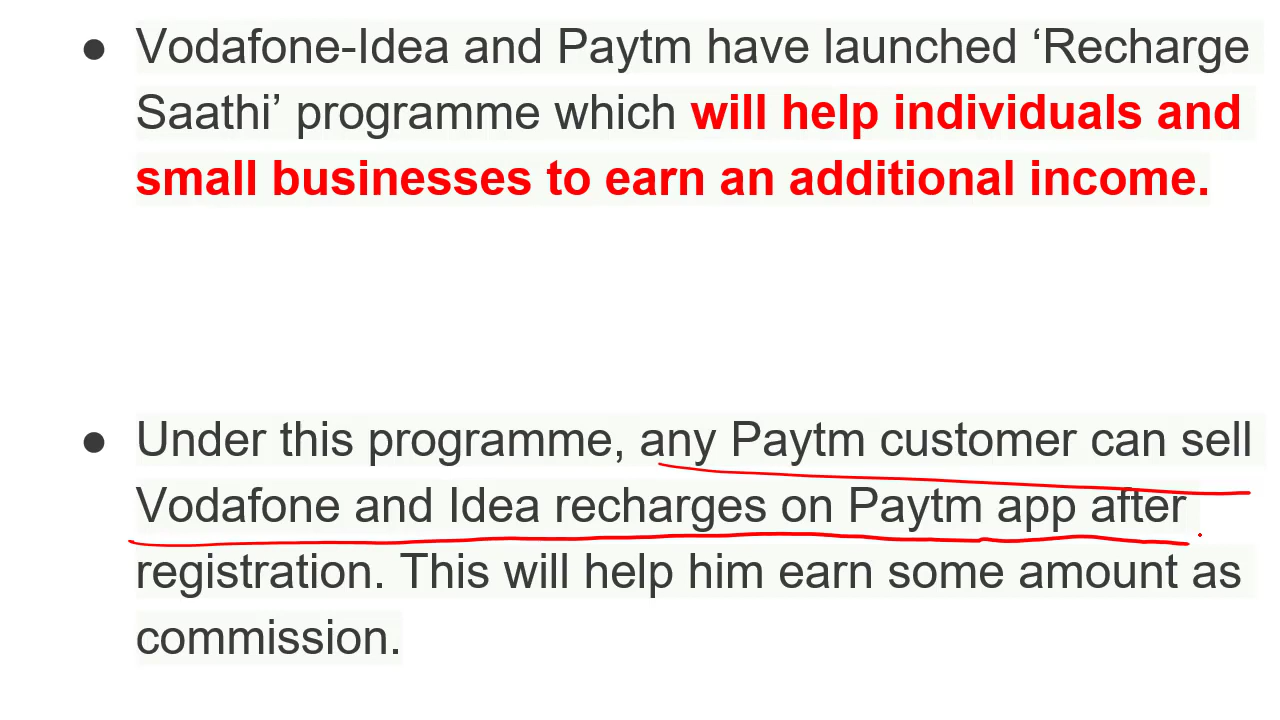 ● Vodafone-Idea and Paytm have launched ‘Recharge
Saathi’ programme which will help individuals and
small businesses to earn an additional income.
● Under this programme, any Paytm customer can sell
Vodafone and Idea recharges on Paytm app after
registration. This will help him earn some amount as
commission.